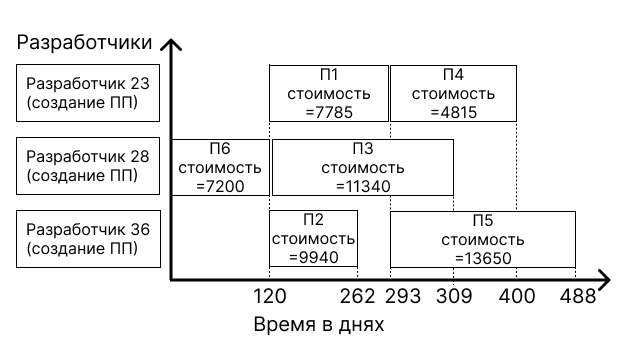 Разработчики
Разработчик 23
(создание ПП)
П1
стоимость
=7785
П4
стоимость
=4815
Разработчик 28
(создание ПП)
П6
стоимость
=7200
П3
стоимость
=11340
Разработчик 36
(создание ПП)
П2
стоимость
=9940
П5
стоимость
=13650
120 262 293 309 400 488
Время в днях